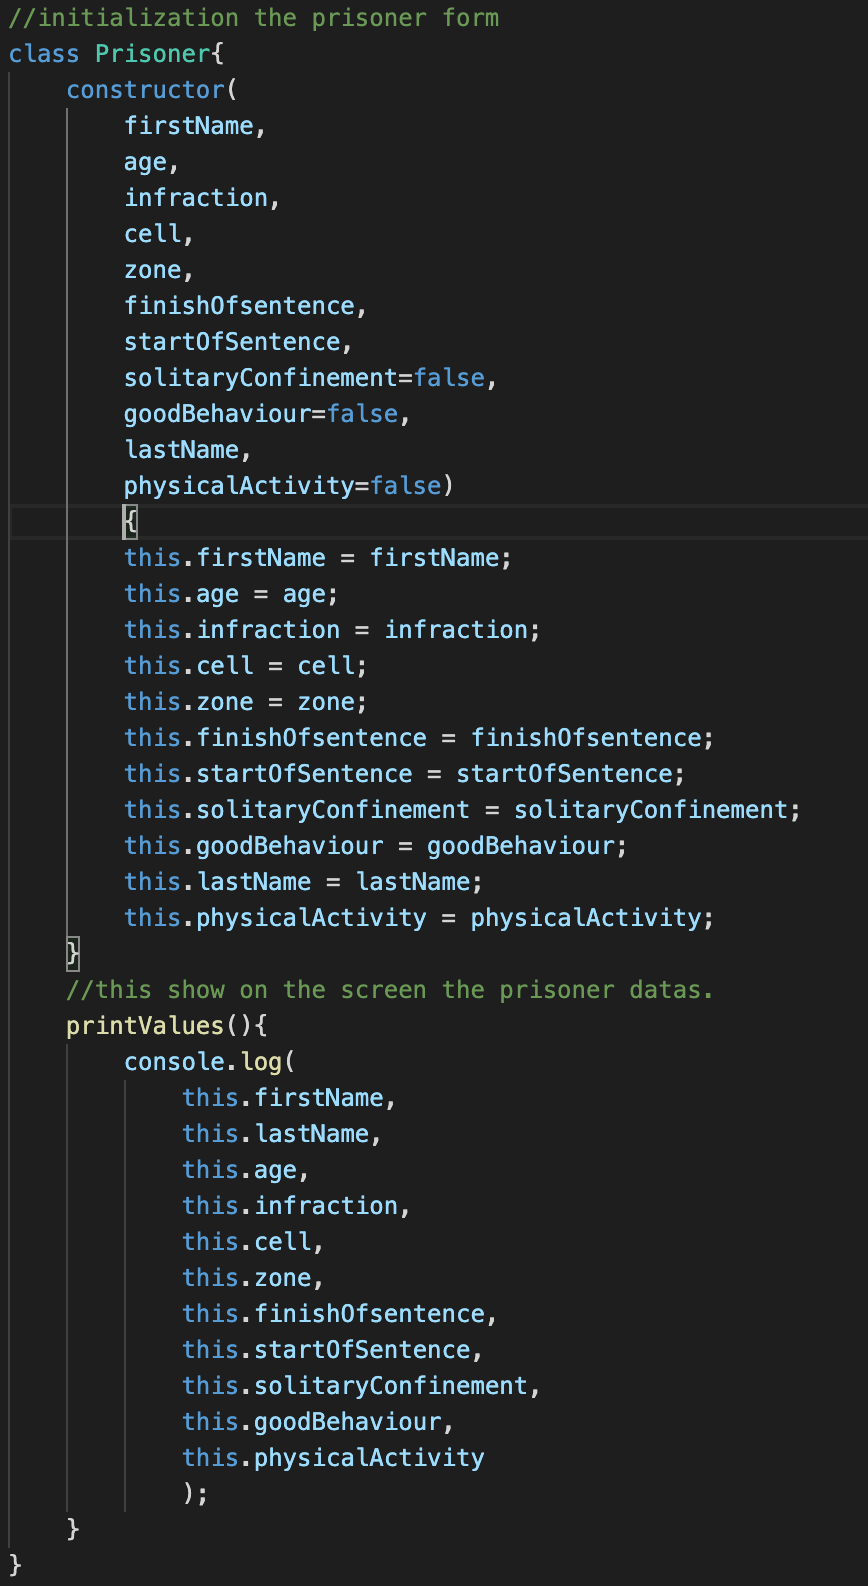 //initialization the prisoner form
class Prisoner{
    constructor(
        firstName,
        age,
        infraction,
        cell,
        zone,
        finishOfsentence,
        startOfSentence,
        solitaryConfinement=false,
        goodBehaviour=false,
        lastName,
        physicalActivity=false)
        {
        this.firstName = firstName;
        this.age = age;
        this.infraction = infraction;
        this.cell = cell;
        this.zone = zone;
        this.finishOfsentence = finishOfsentence;
        this.startOfSentence = startOfSentence;
        this.solitaryConfinement = solitaryConfinement;
        this.goodBehaviour = goodBehaviour;
        this.lastName = lastName;
        this.physicalActivity = physicalActivity;
    }
    //this show on the screen the prisoner datas.
    printValues(){
        console.log(
            this.firstName,
            this.lastName,
            this.age,
            this.infraction,
            this.cell,
            this.zone,
            this.finishOfsentence,
            this.startOfSentence,
            this.solitaryConfinement,
            this.goodBehaviour,
            this.physicalActivity
            );
    }
}